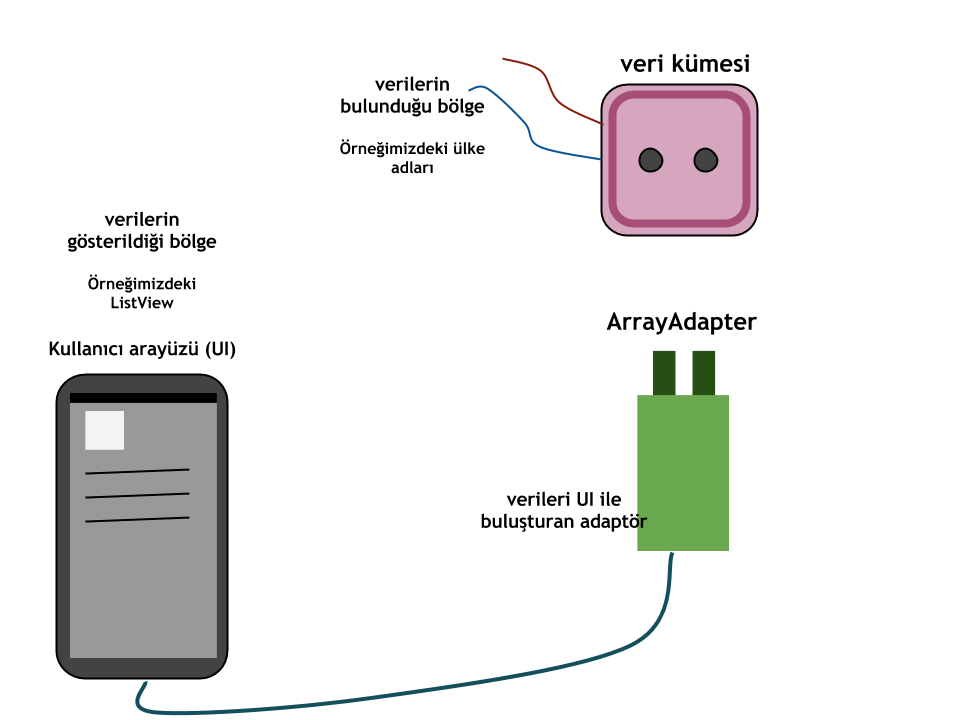 veri kümesi
verilerin
bulunduğu bölge
Örneğimizdeki ülke
adları
verilerin
gösterildiği bölge
Örneğimizdeki
ListView
Kullanıcı arayüzü (UI)
ArrayAdapter
verileri UI ile
buluşturan adaptör